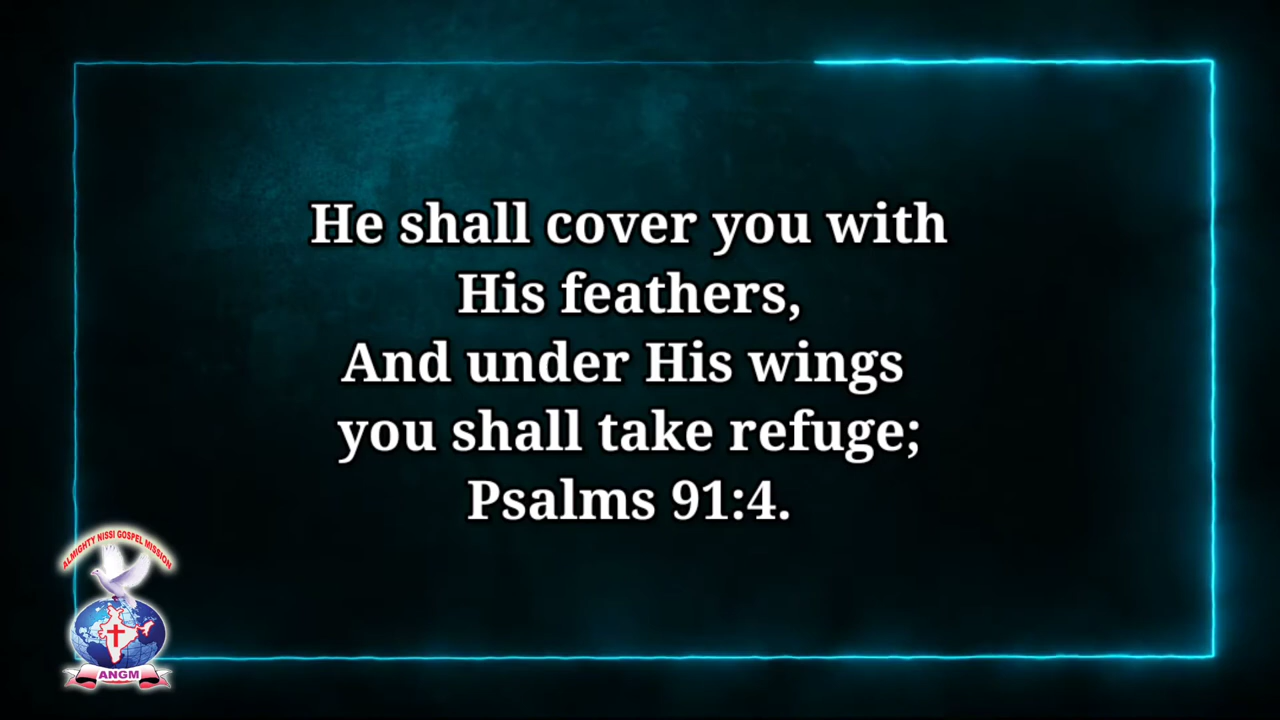 He shall cover you with
His feathers,
And under His wings
you shall take refuge;
Psalms 91:4.
ALMIGHTY NISSI GOSPEL MISSION
ANGM